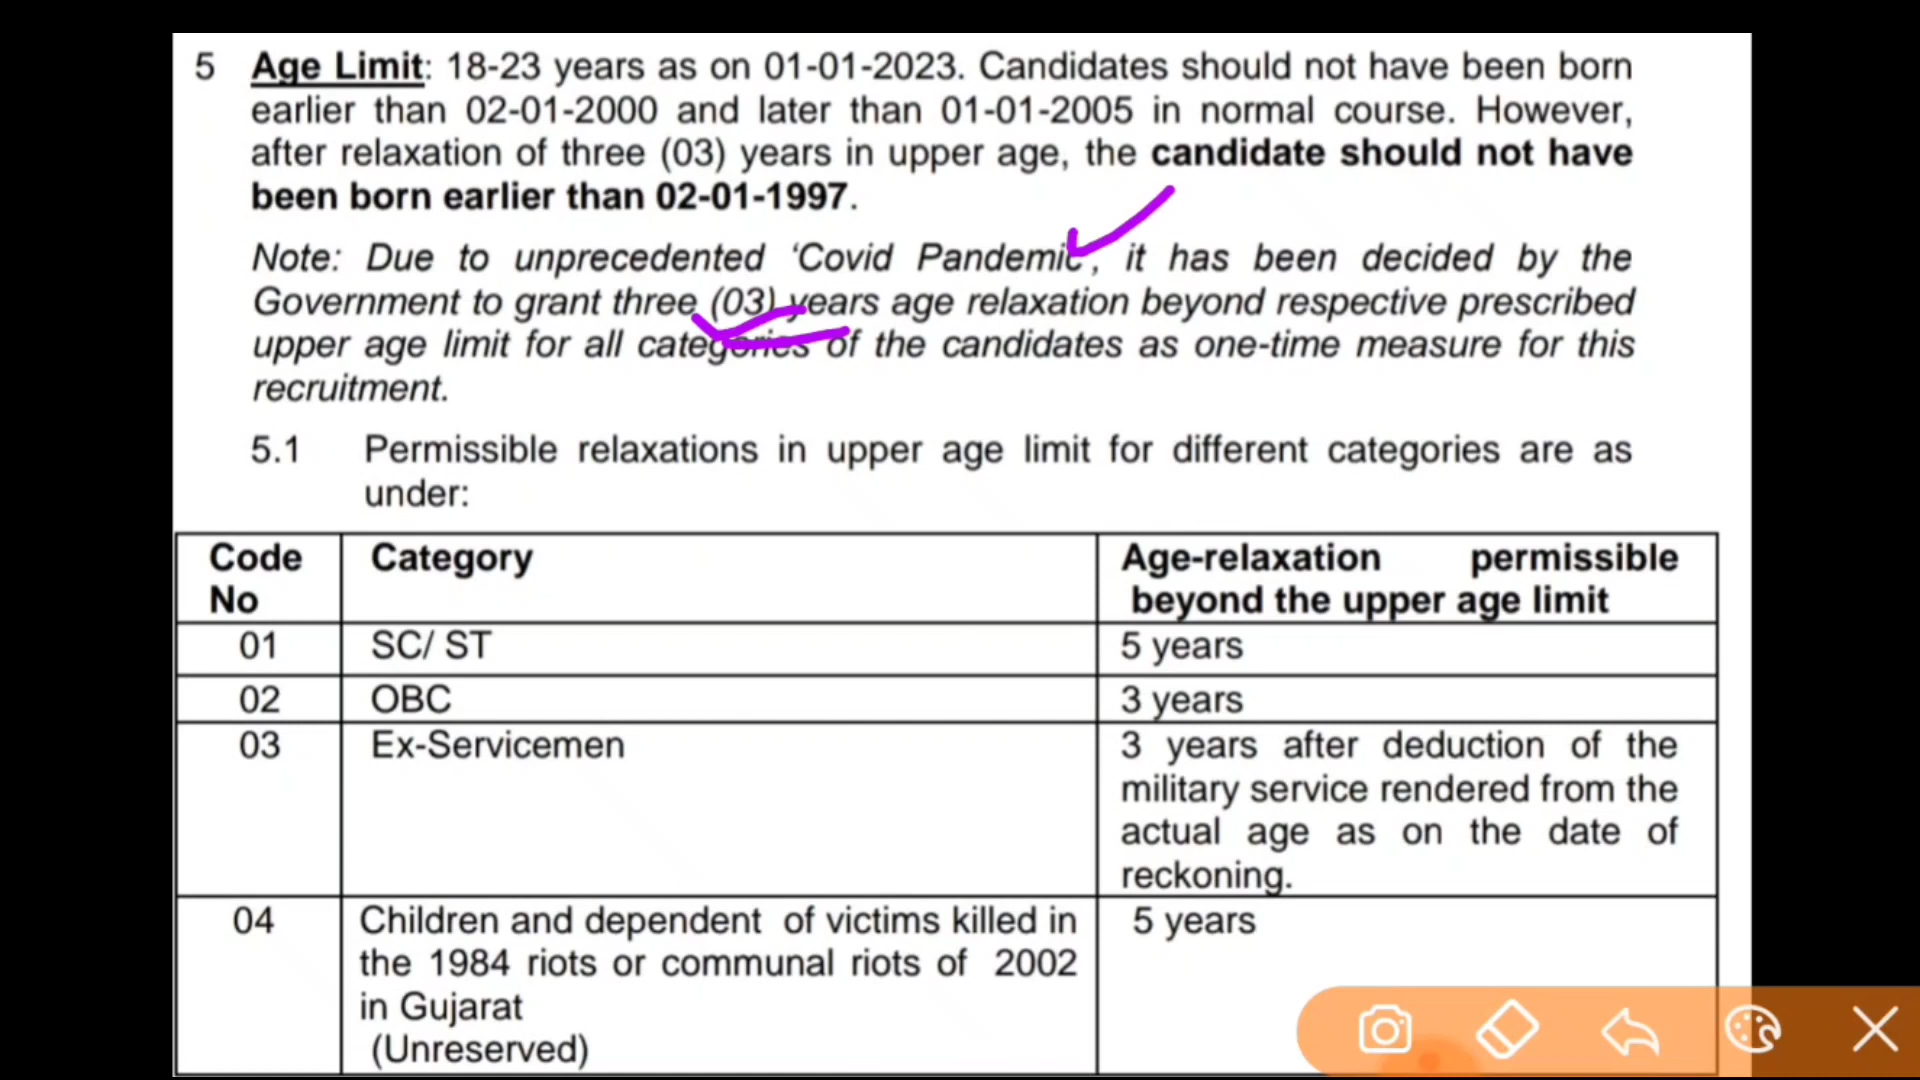 5 Age Limit: 18-23 years as on 01-01-2023. Candidates should not have been born
earlier than 02-01-2000 and later than 01-01-2005 in normal course. However,
after relaxation of three (03) years in upper age, the candidate should not have
been born earlier than 02-01-1997.
Note: Due to unprecedented ‘Covid Pandemic’, it has been decided by the
Government to grant three (03) years age relaxation beyond respective prescribed
upper age limit for all categories of the candidates as one-time measure for this
recruitment.
5.1 Permissible relaxations in upper age limit for different categories are as
under:
Code No
Category
Age-relaxation permissible
beyond the upper age limit
01 SC/ ST 5 years
02 OBC 3 years
03 Ex-Servicemen 3 years after deduction of the
military service rendered from the
actual age as on the date of
reckoning.
04 Children and dependent of victims killed in 5 years
the 1984 riots or communal riots of 2002
in Gujarat
(Unreserved)